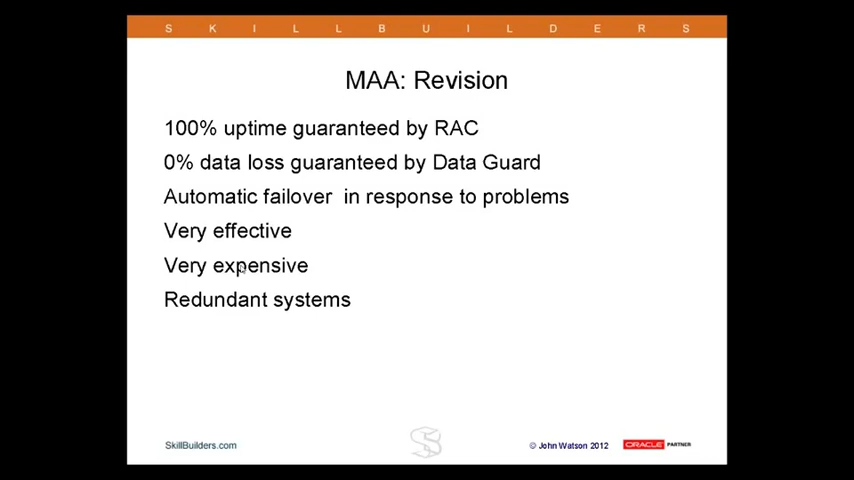 SKILLBUILDERS
MAA: Revision
100% uptime guaranteed by RAC
0% data loss guaranteed by Data Guard
Automatic failover in response to problems
Very effective
Very expensive
Redundant systems
SkillBuilders.com
© John Watson 2012
ORACLE PARTNER